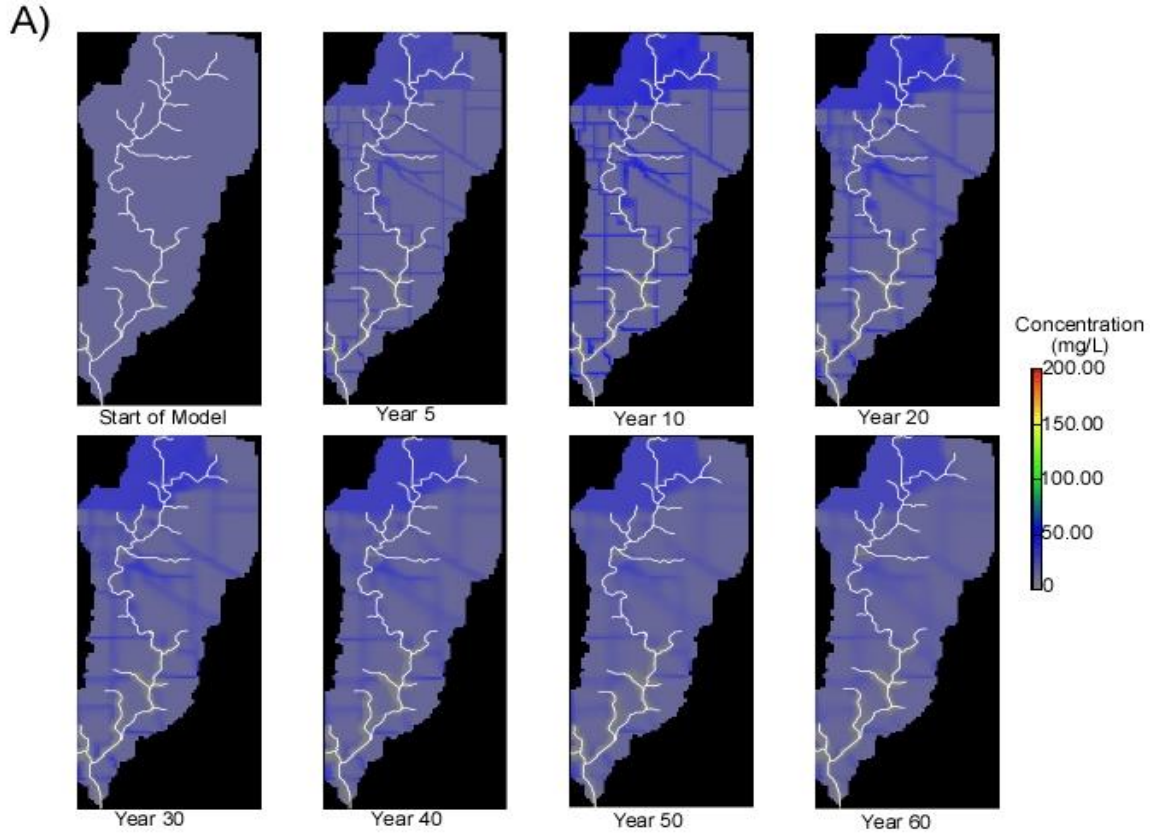 A)
Start of Model
Year 5
Year 10
Year 20
Concentration
(mg/L)
200.00
150.00
100.00
50.00
0
Year 30
Year 40
Year 50
Year 60